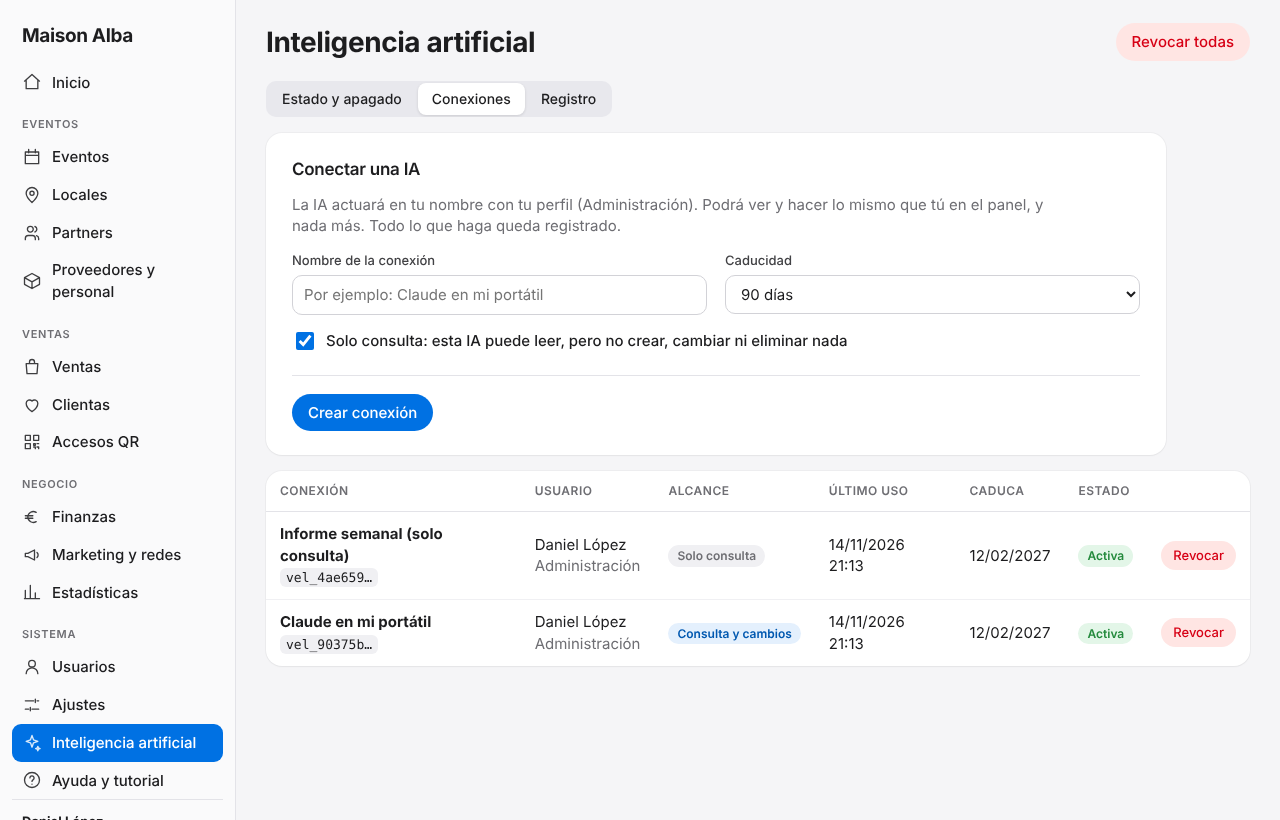 Maison Alba
Inicio
EVENTOS
Eventos
Locales
Partners
Proveedores y
personal
VENTAS
Ventas
Clientas
Accesos QR
NEGOCIO
Finanzas
Marketing y redes
Estadísticas
SISTEMA
Usuarios
Ajustes
Inteligencia artificial
Ayuda y tutorial
Daniel López
Inteligencia artificial
Revocar todas
Estado y apagado
Conexiones
Registro
Conectar una IA
La IA actuará en tu nombre con tu perfil (Administración). Podrá ver y hacer lo mismo que tú en el panel, y
nada más. Todo lo que haga queda registrado.
Nombre de la conexión
Caducidad
Por ejemplo: Claude en mi portátil
90 días
Solo consulta: esta IA puede leer, pero no crear, cambiar ni eliminar nada
Crear conexión
CONEXIÓN USUARIO ALCANCE ÚLTIMO USO CADUCA ESTADO
Informe semanal (solo
consulta)
vel_4ae659…
Daniel López
Administración
Solo consulta
14/11/2026
21:13
12/02/2027
Activa
Revocar
Claude en mi portátil
vel_90375b…
Daniel López
Administración
Consulta y cambios
14/11/2026
21:13
12/02/2027
Activa
Revocar